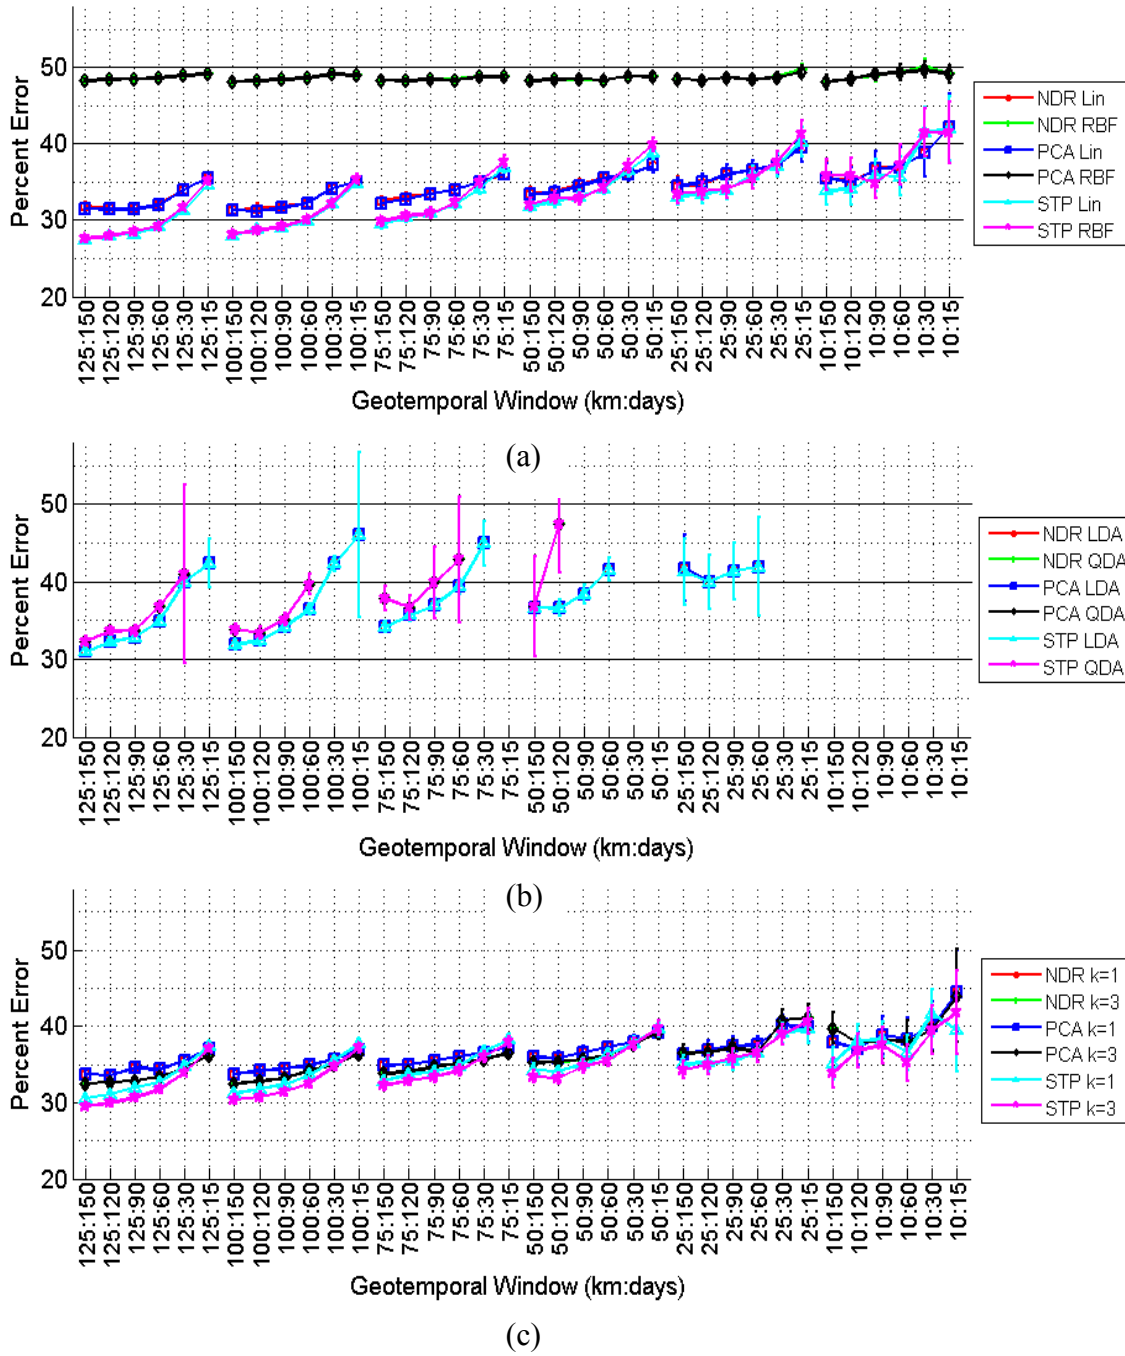 50
40
30
20
Percent Error
125:150 125:120 125:90 125:60 125:30 125:15 100:150 100:120 100:90 100:60 100:30 100:15 75:150 75:120 75:90 75:60 75:30 75:15 50:150 50:120 50:90 50:60 50:30 50:15 25:150 25:120 25:90 25:60 25:30 25:15 10:150 10:120 10:90 10:60 10:30 10:15
Geotemporal Window (km:days)
NDR Lin
NDR RBF
PCA Lin
PCA RBF
STP Lin
STP RBF
(a)
50
40
30
20
Percent Error
125:150 125:120 125:90 125:60 125:30 125:15 100:150 100:120 100:90 100:60 100:30 100:15 75:150 75:120 75:90 75:60 75:30 75:15 50:150 50:120 50:90 50:60 50:30 50:15 25:150 25:120 25:90 25:60 25:30 25:15 10:150 10:120 10:90 10:60 10:30 10:15
Geotemporal Window (km:days)
NDR LDA
NDR QDA
PCA LDA
PCA QDA
STP LDA
STP QDA
(b)
50
40
30
20
Percent Error
125:150 125:120 125:90 125:60 125:30 125:15 100:150 100:120 100:90 100:60 100:30 100:15 75:150 75:120 75:90 75:60 75:30 75:15 50:150 50:120 50:90 50:60 50:30 50:15 25:150 25:120 25:90 25:60 25:30 25:15 10:150 10:120 10:90 10:60 10:30 10:15
Geotemporal Window (km:days)
NDR k=1
NDR k=3
PCA k=1
PCA k=3
STP k=1
STP k=3
(c)